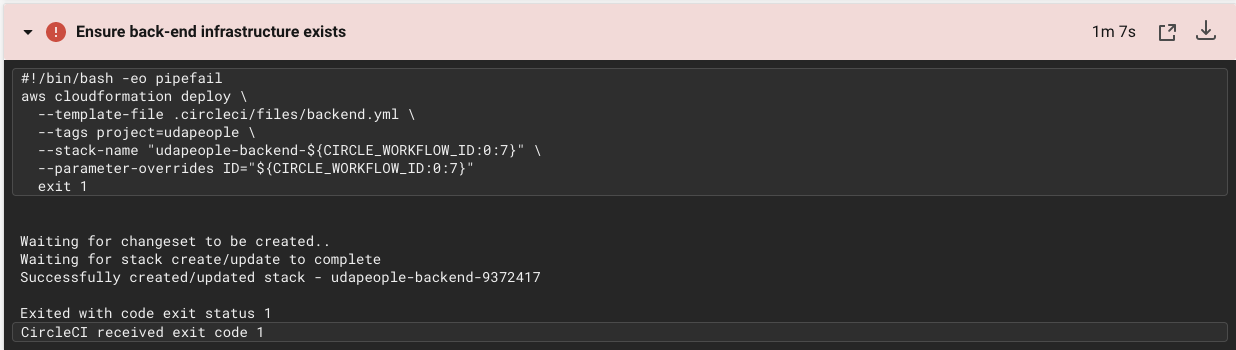 Ensure back-end infrastructure exists 1m 7s
#!/bin/bash -eo pipefail
aws cloudformation deploy \
  --template-file .circleci/files/backend.yml \
  --tags project=udapeople \
  --stack-name "udapeople-backend-${CIRCLE_WORKFLOW_ID:0:7}" \
  --parameter-overrides ID="${CIRCLE_WORKFLOW_ID:0:7}"
  exit 1
Waiting for changeset to be created..
Waiting for stack create/update to complete
Successfully created/updated stack - udapeople-backend-9372417
Exited with code exit status 1
CircleCI received exit code 1